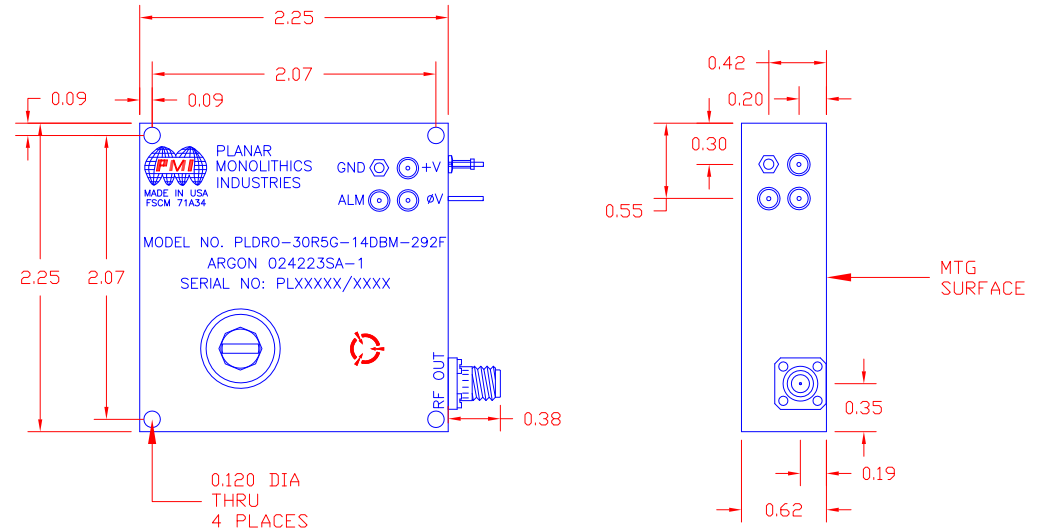 2.25
2.07
0.09
0.09
PMI
MADE IN USA
FSCM 71A34
PLANAR
MONOLITHICS
INDUSTRIES
GND
+V
ALM
øV
MODEL NO. PLDRO-30R5G-14DBM-292F
ARGON 024223SA-1
SERIAL NO: PLXXXXX/XXXX
2.25
2.07
RF OUT
0.38
0.120 DIA
THRU
4 PLACES
0.42
0.20
0.30
0.55
MTG
SURFACE
0.35
0.19
0.62